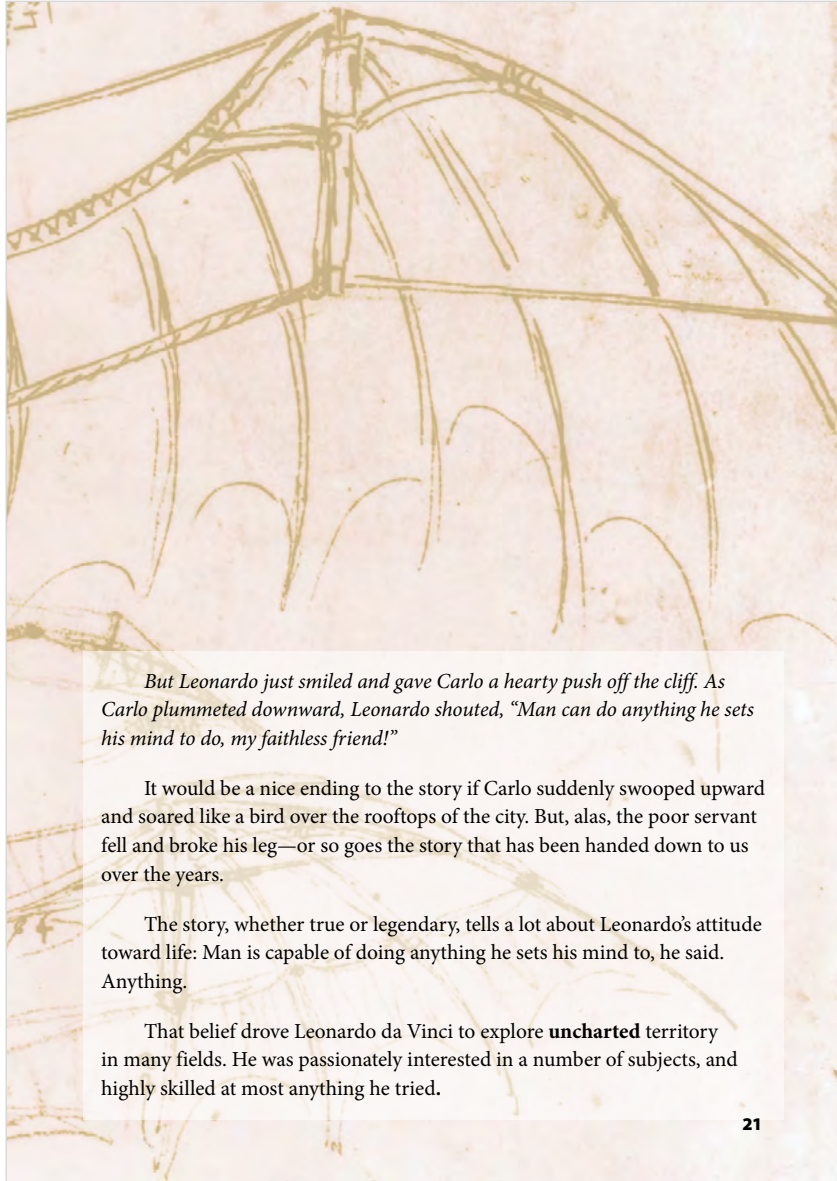 But Leonardo just smiled and gave Carlo a hearty push off the cliff. As
Carlo plummeted downward, Leonardo shouted, “Man can do anything he sets
his mind to do, my faithless friend!”
It would be a nice ending to the story if Carlo suddenly swooped upward
and soared like a bird over the rooftops of the city. But, alas, the poor servant
fell and broke his leg—or so goes the story that has been handed down to us
over the years.
The story, whether true or legendary, tells a lot about Leonardo’s attitude
toward life: Man is capable of doing anything he sets his mind to, he said.
Anything.
That belief drove Leonardo da Vinci to explore uncharted territory
in many fields. He was passionately interested in a number of subjects, and
highly skilled at most anything he tried.
21